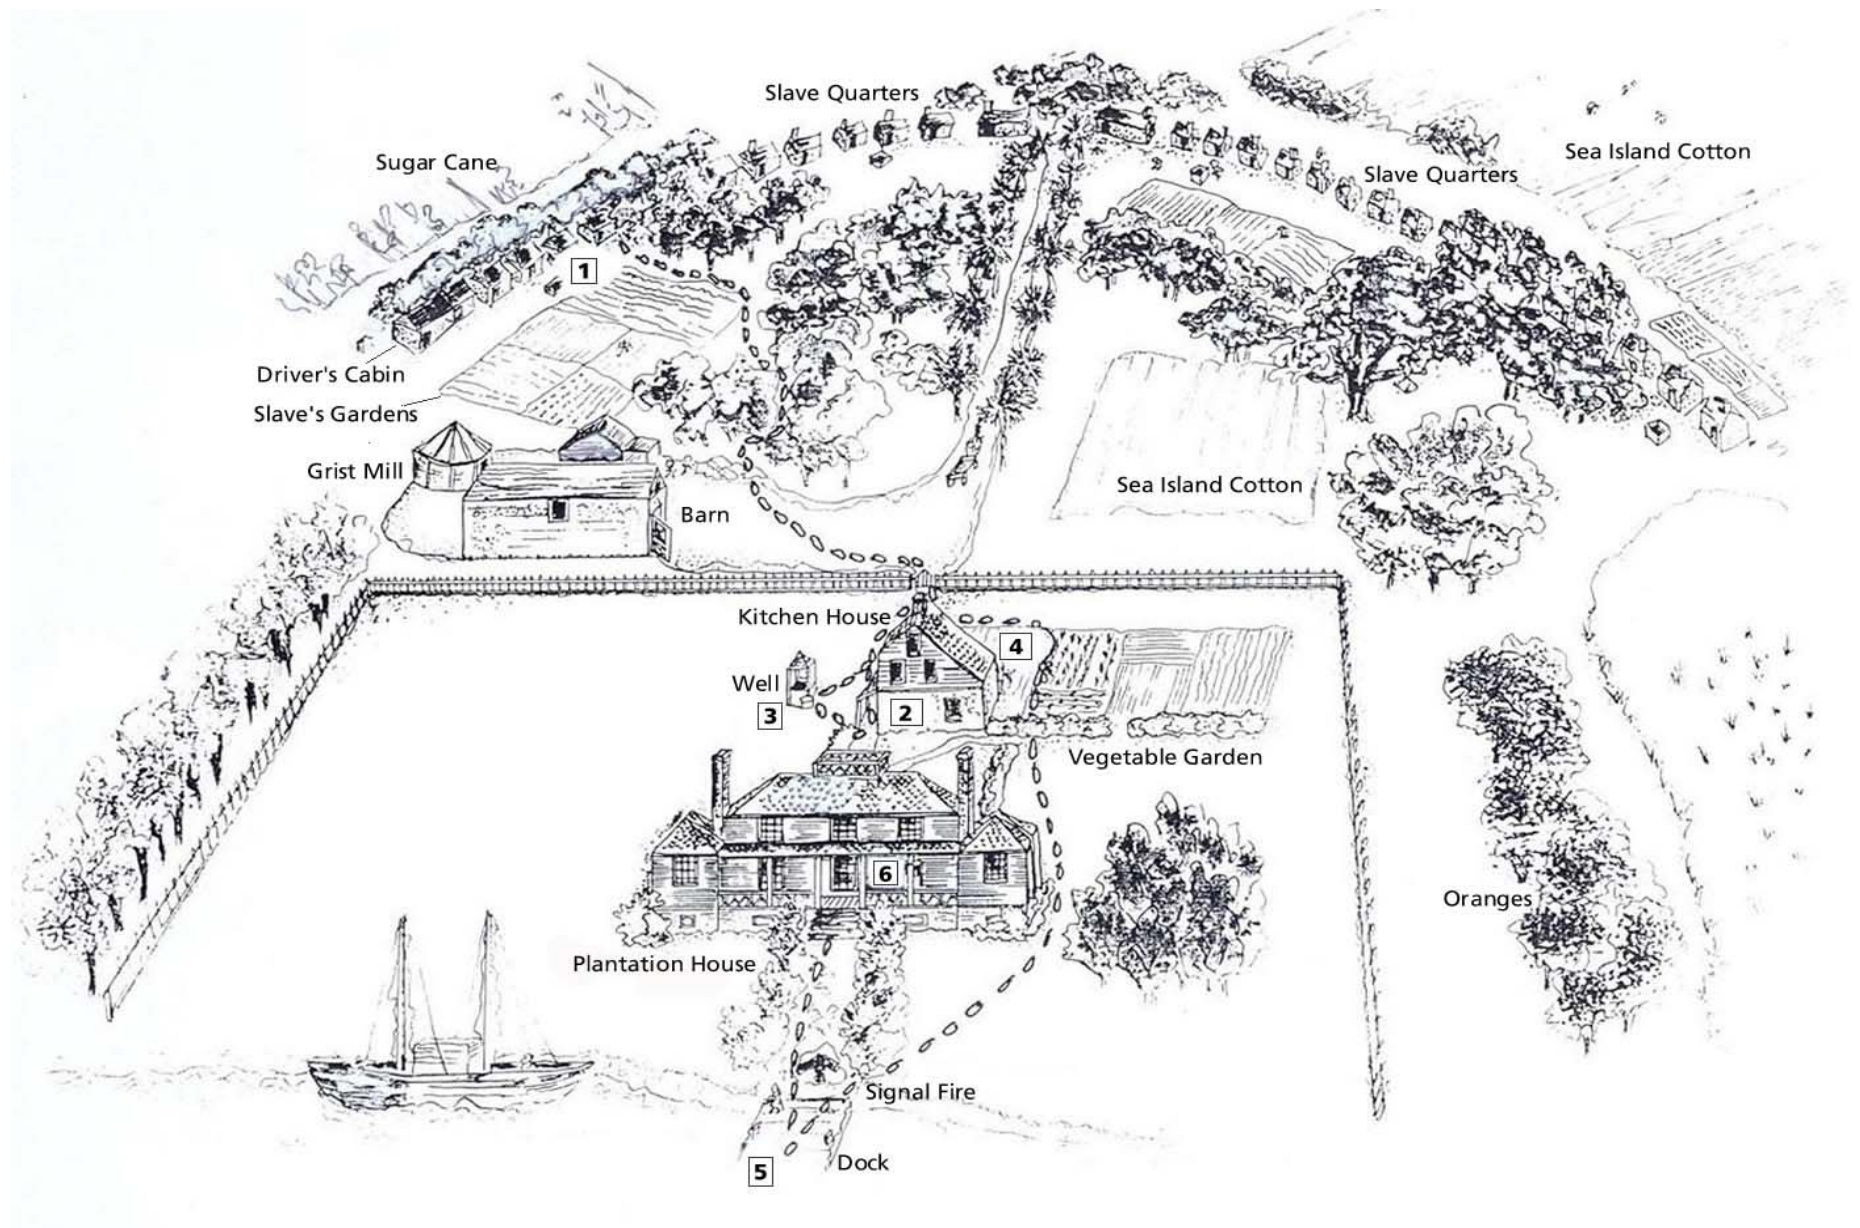 Slave Quarters
Sea Island Cotton
Sugar Cane
Slave Quarters
1
Driver's Cabin
Slave's Gardens
Grist Mill
Sea Island Cotton
Barn
Kitchen House
4
Well
3
2
Vegetable Garden
6
Oranges
Plantation House
Signal Fire
Dock
5